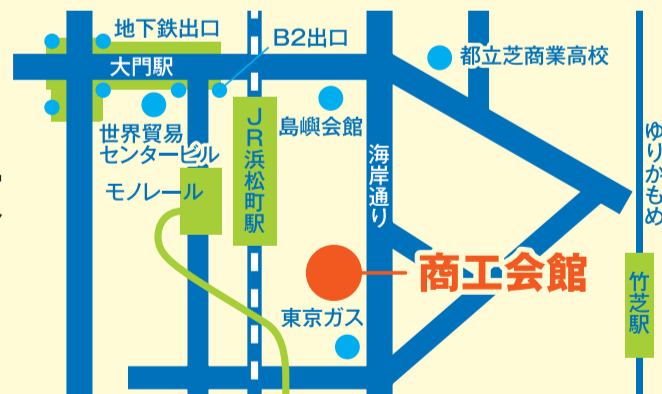 地下鉄出口
B2出口
大門駅
都立芝商業高校
世界貿易
センタービル
島嶼会館
JR浜松町駅
海岸通り
ゆりかもめ
モノレール
商工会館
竹芝駅
東京ガス